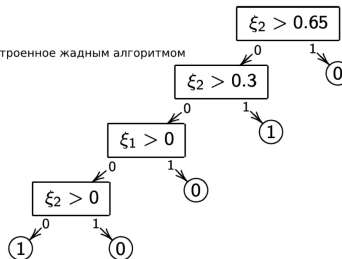 ξ₂ > 0.65
0 1
троенное жадным алгоритмом
0
ξ₂ > 0.3
0 1
1
ξ₁ > 0
0 1
0
ξ₂ > 0
0 1
1 0